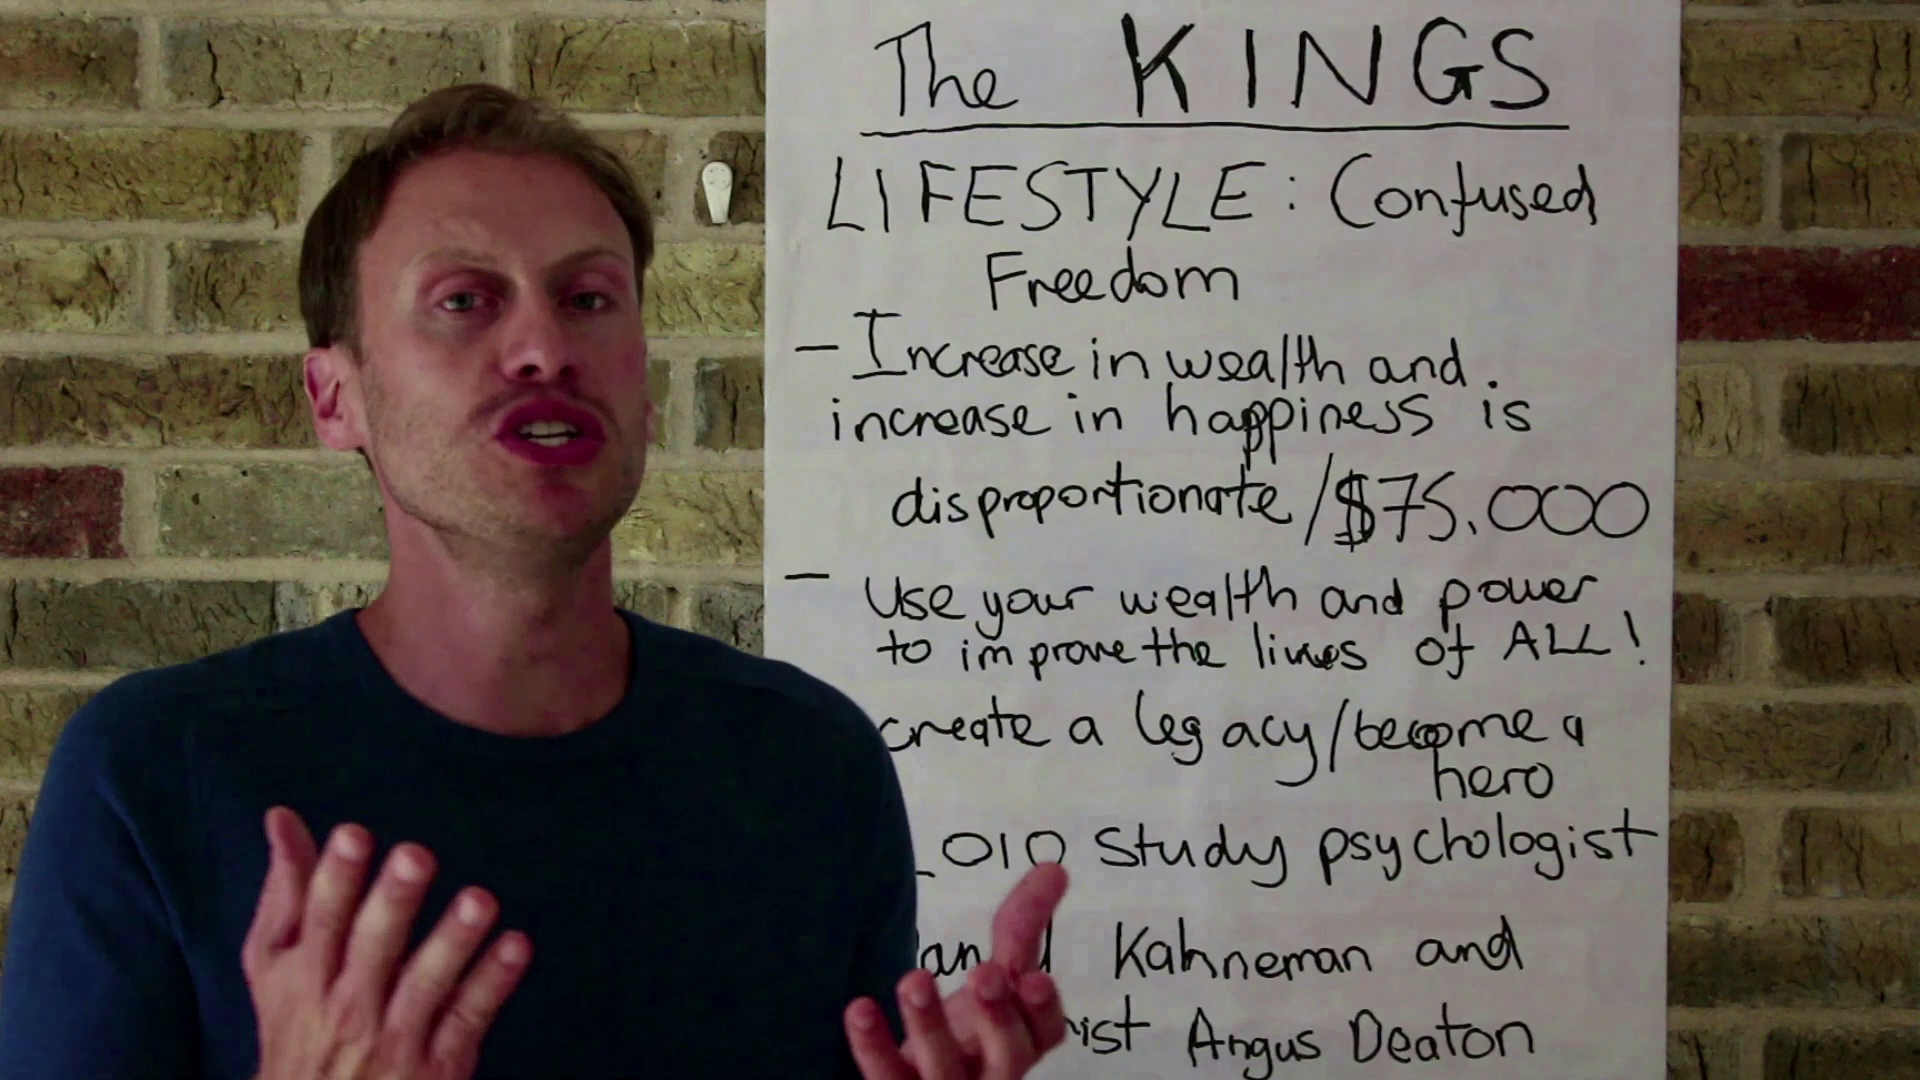 The KINGS
LIFESTYLE: Confused
Freedom
- Increase in wealth and
increase in happiness is
disproportionate/$75,000
- Use your wealth and power
to improve the lives of ALL!
create a legacy/become a
hero
Study psychologist
Kahneman and
Angus Deaton